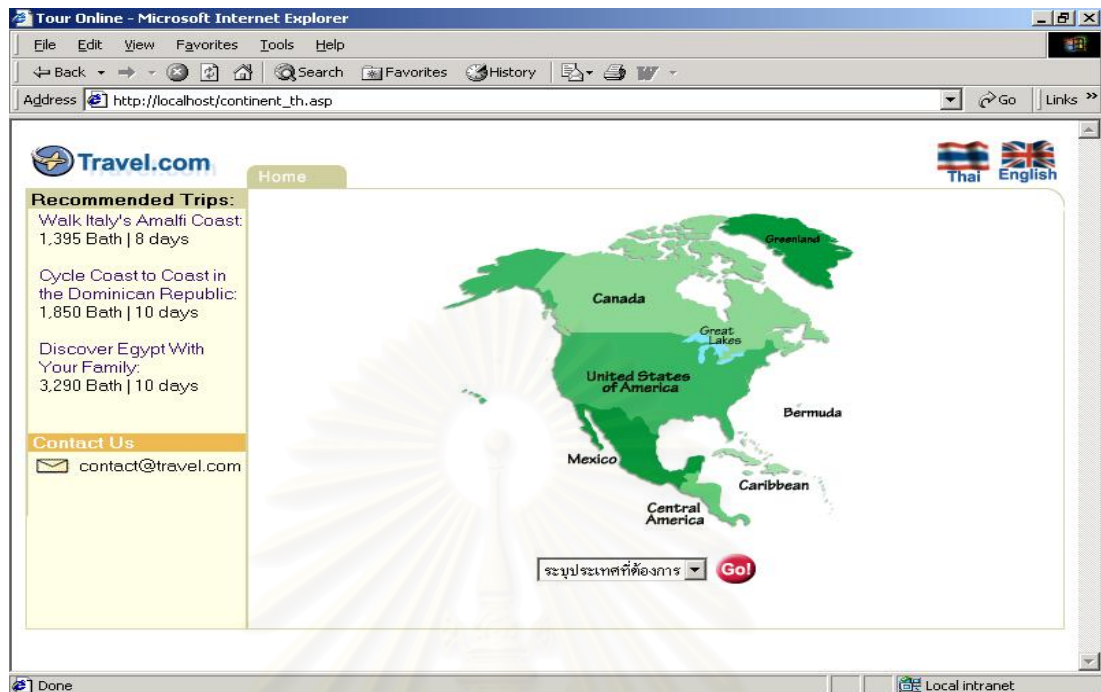 Tour Online - Microsoft Internet Explorer
File Edit View Favorites Tools Help
Back Search Favorites History
Address http://localhost/continent_th.asp Go Links »
Travel.com
Home
Thai English
Recommended Trips:
Walk Italy's Amalfi Coast:
1,395 Bath | 8 days
Cycle Coast to Coast in
the Dominican Republic:
1,850 Bath | 10 days
Discover Egypt With
Your Family:
3,290 Bath | 10 days
Contact Us
contact@travel.com
Greenland
Canada
Great
Lakes
United States
of America
Bermuda
Mexico
Caribbean
Central
America
ระบุประเทศที่ต้องการ Go!
Done Local intranet